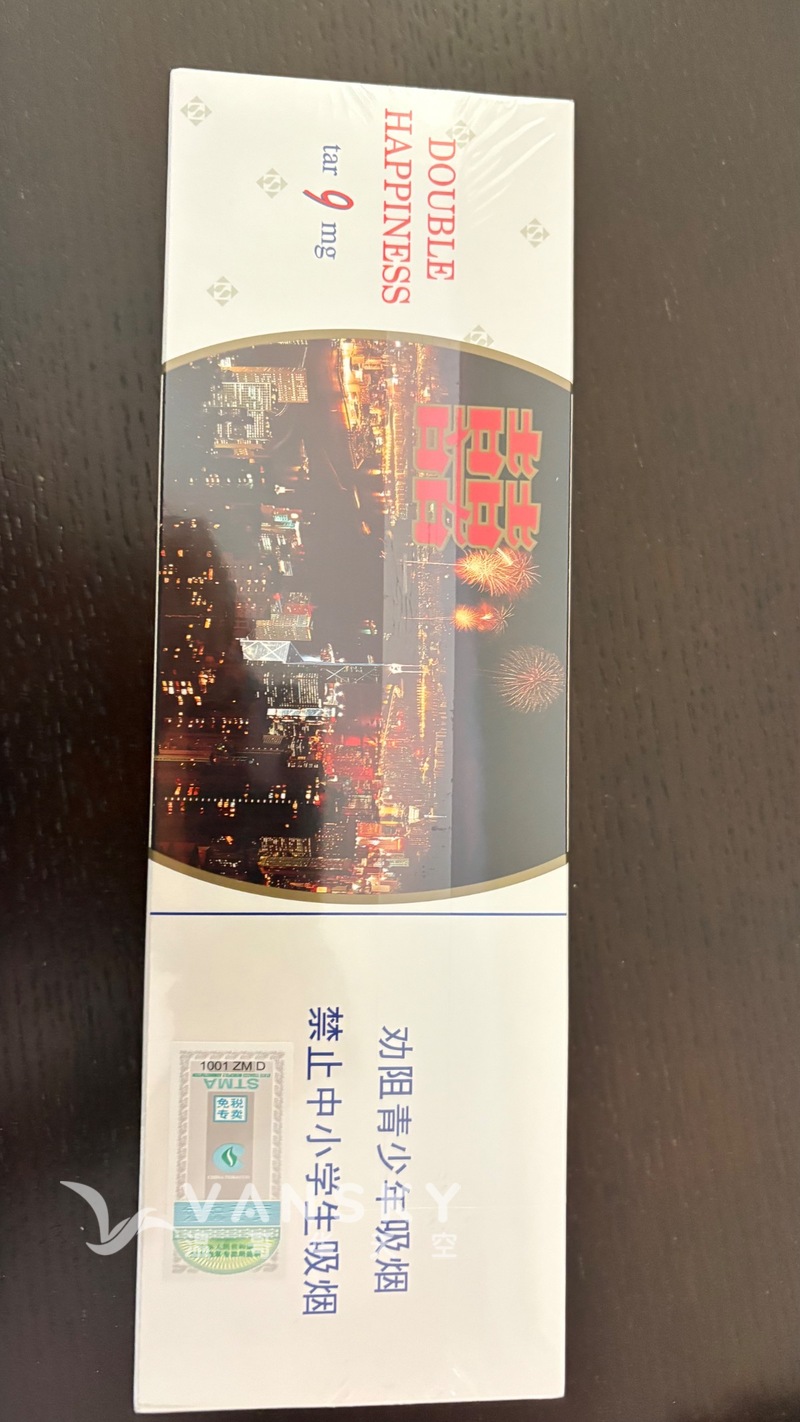 DOUBLE
HAPPINESS
tar 9 mg
囍
劝阻青少年吸烟
禁止中小学生吸烟
1001 ZM D
STMA
免税
专卖
VANSKY
空